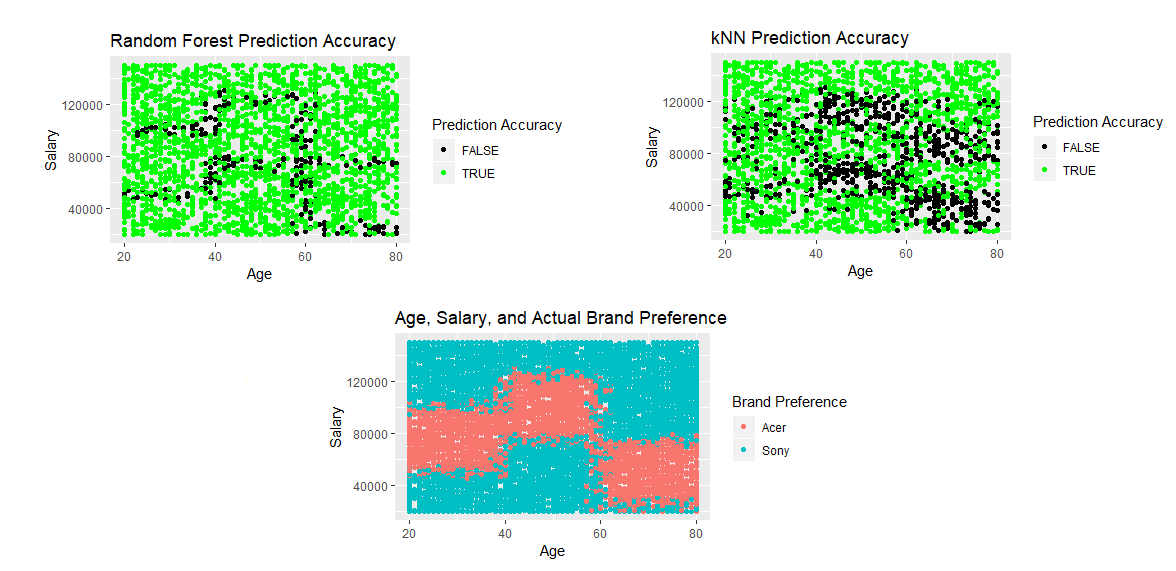 Random Forest Prediction Accuracy
120000
80000
40000
Salary
20
40
60
80
Age
Prediction Accuracy
FALSE
TRUE
kNN Prediction Accuracy
120000
80000
40000
Salary
20
40
60
80
Age
Prediction Accuracy
FALSE
TRUE
Age, Salary, and Actual Brand Preference
120000
80000
40000
Salary
20
40
60
80
Age
Brand Preference
Acer
Sony